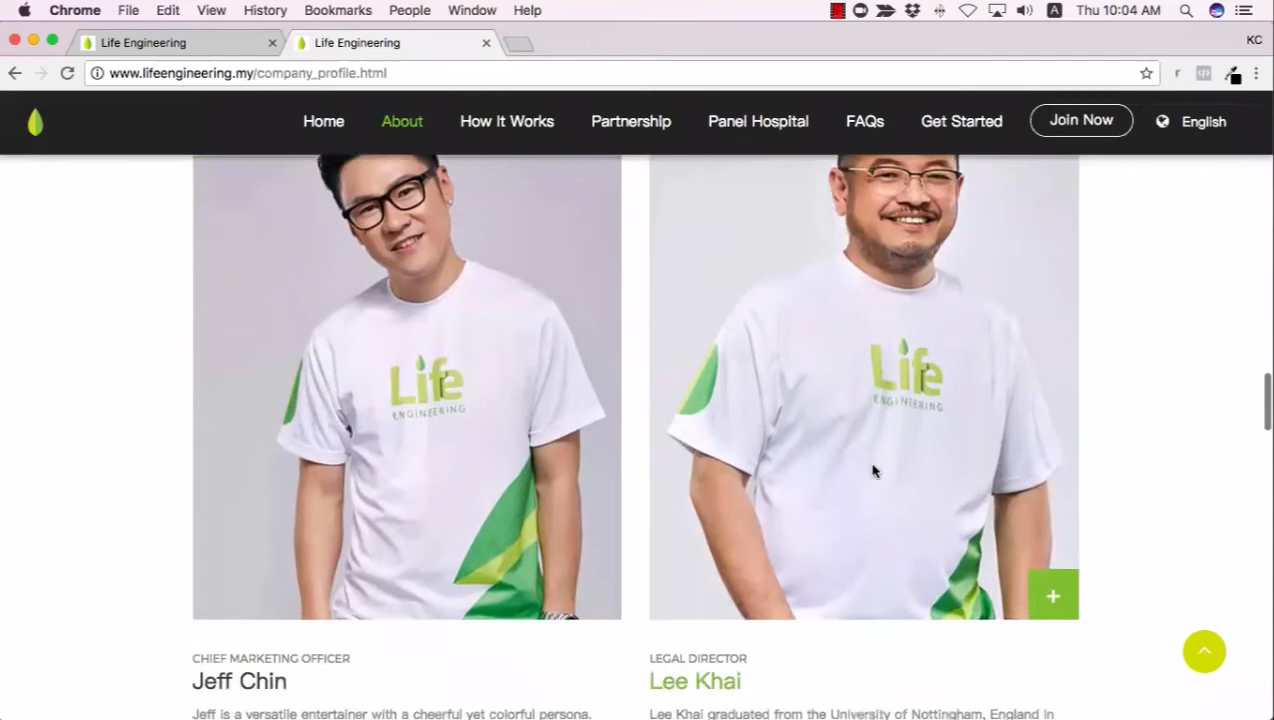 Chrome File Edit View History Bookmarks People Window Help A Thu 10:04 AM
Life Engineering Life Engineering KC
www.lifeengineering.my/company_profile.html
Home About How It Works Partnership Panel Hospital FAQs Get Started Join Now English
Life
ENGINEERING
Life
ENGINEERING
CHIEF MARKETING OFFICER
Jeff Chin
Jeff is a versatile entertainer with a cheerful yet colorful persona.
LEGAL DIRECTOR
Lee Khai
Lee Khai graduated from the University of Nottingham, England in